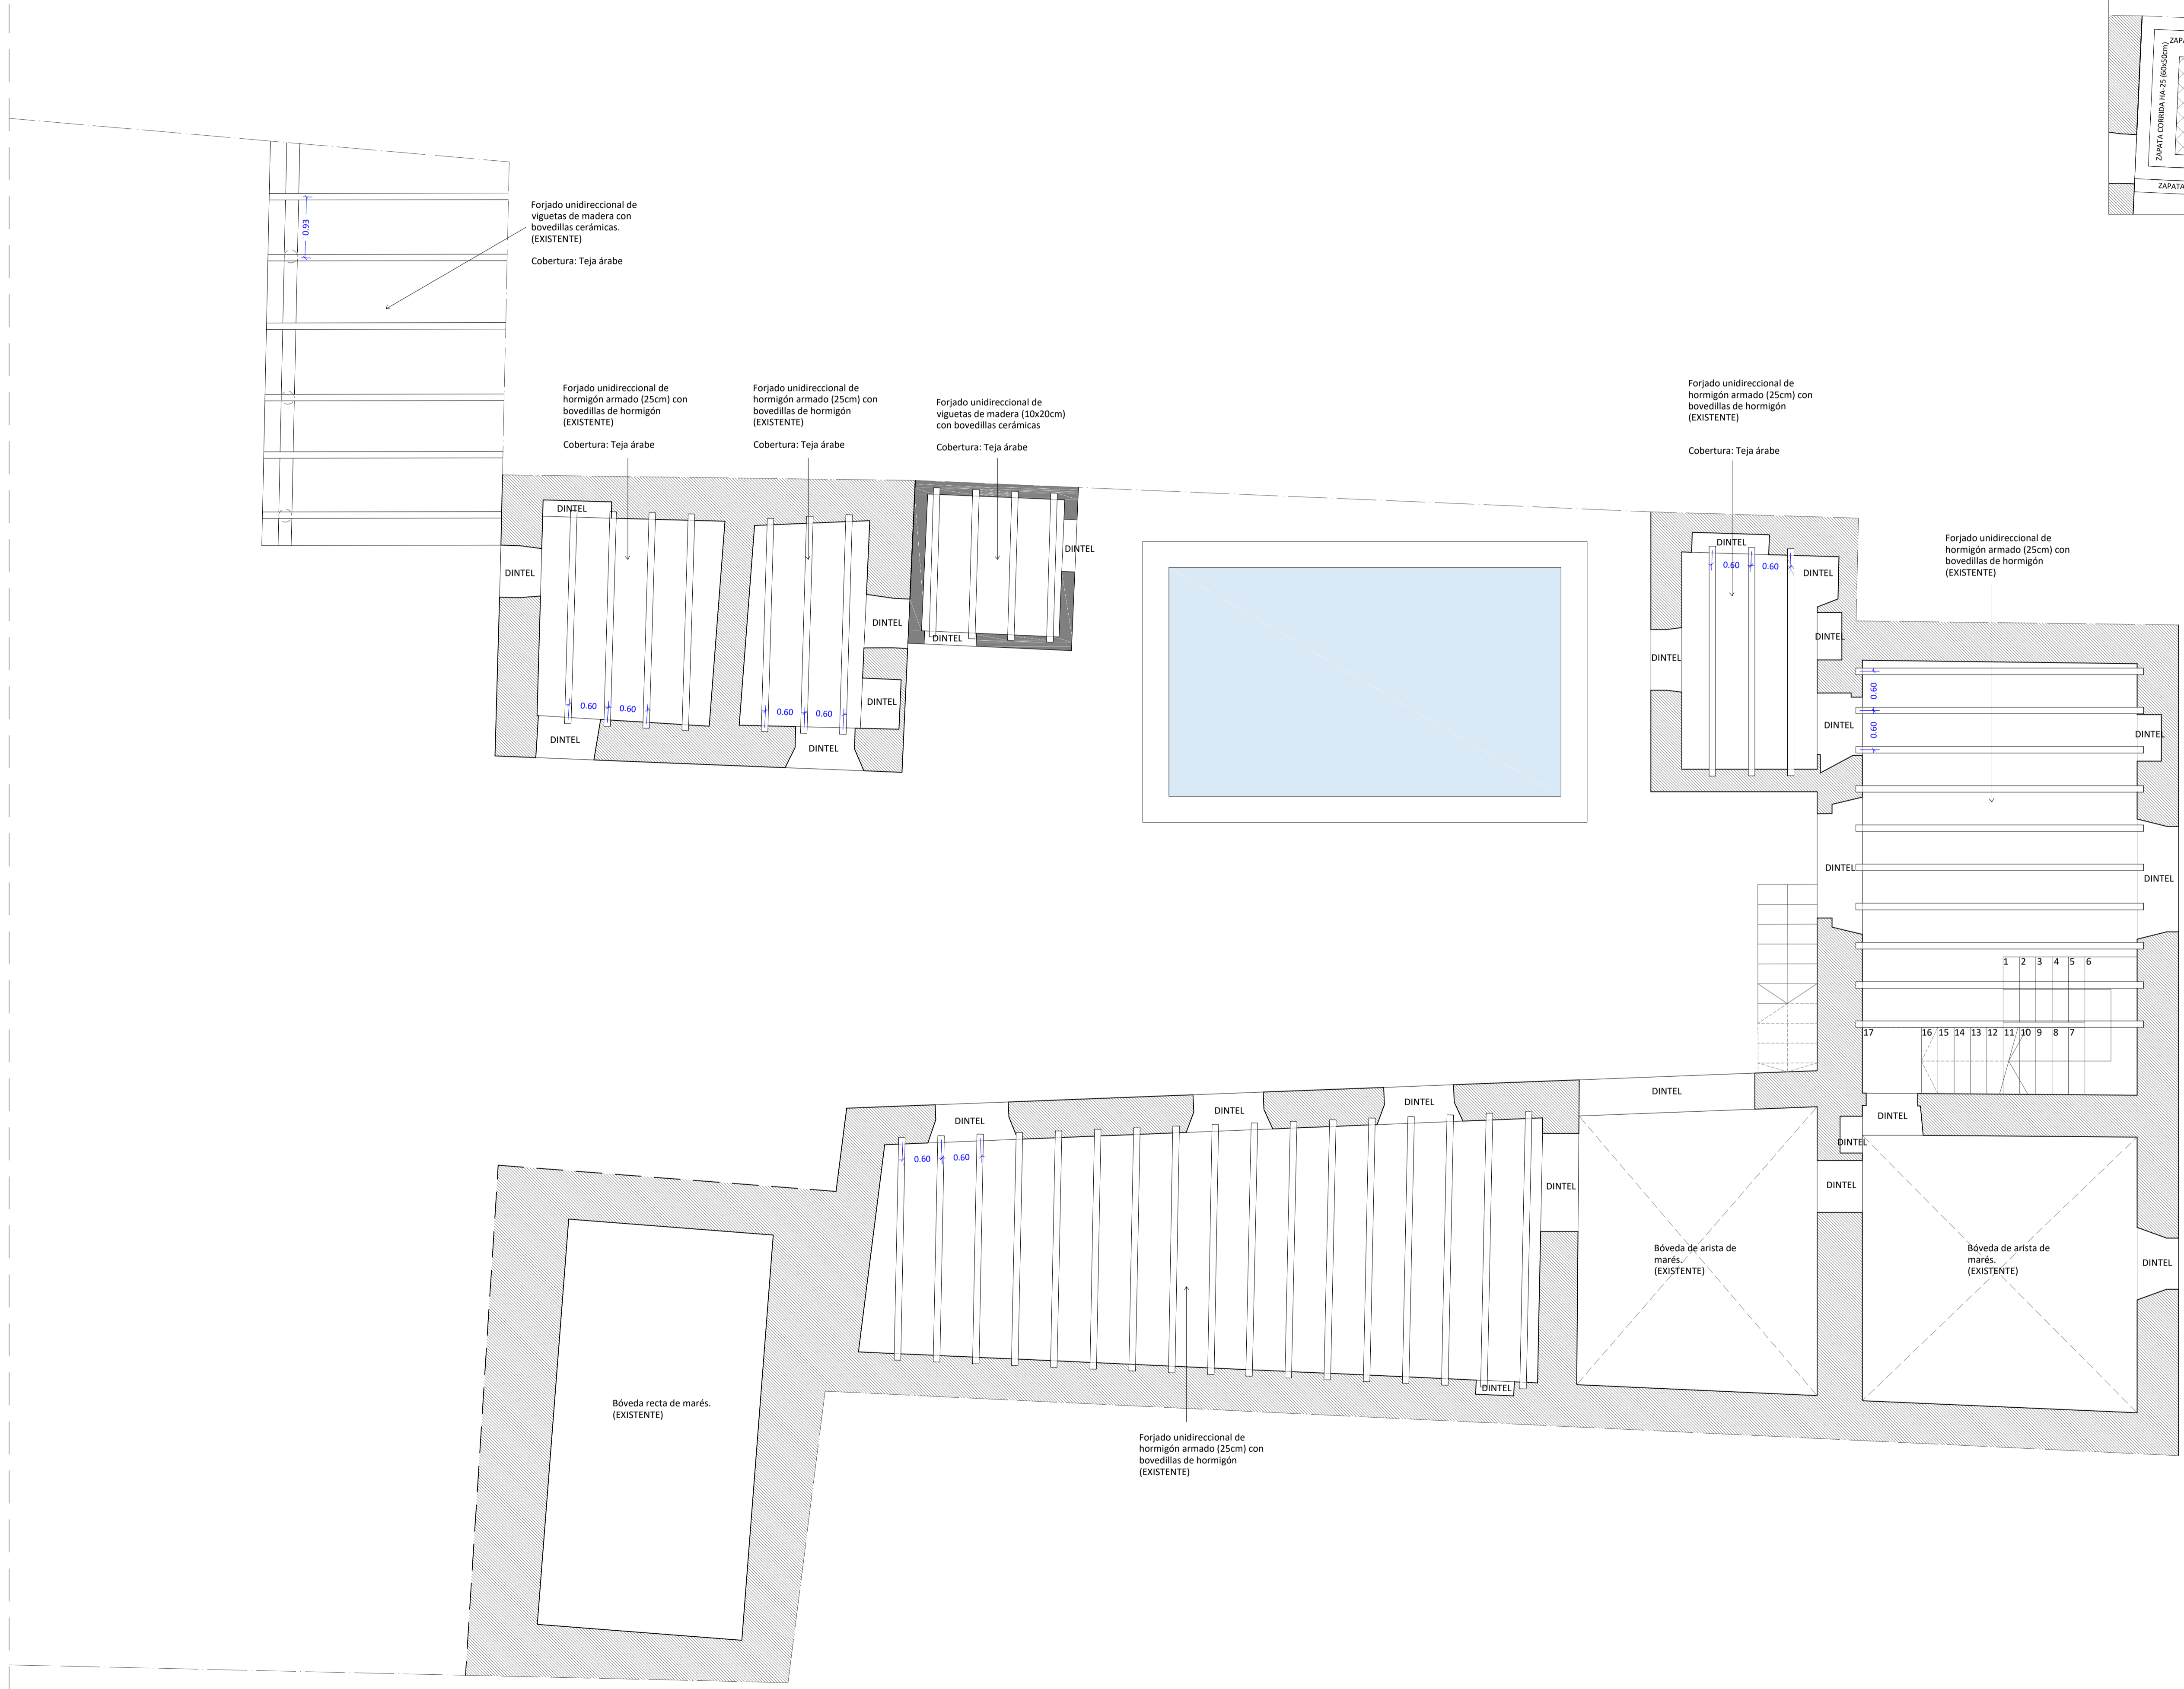 ZAPA
ZAPATA CORRIDA HA-25 (60x50cm)
ZAPATA
Forjado unidireccional de
viguetas de madera con
bovedillas cerámicas.
(EXISTENTE)
Cobertura: Teja árabe
0.93
Forjado unidireccional de
hormigón armado (25cm) con
bovedillas de hormigón
(EXISTENTE)
Cobertura: Teja árabe
Forjado unidireccional de
hormigón armado (25cm) con
bovedillas de hormigón
(EXISTENTE)
Cobertura: Teja árabe
Forjado unidireccional de
viguetas de madera (10x20cm)
con bovedillas cerámicas
Cobertura: Teja árabe
Forjado unidireccional de
hormigón armado (25cm) con
bovedillas de hormigón
(EXISTENTE)
Cobertura: Teja árabe
Forjado unidireccional de
hormigón armado (25cm) con
bovedillas de hormigón
(EXISTENTE)
DINTEL
DINTEL
DINTEL
0.60
0.60
DINTEL
DINTEL
0.60
0.60
DINTEL
DINTEL
DINTEL
DINTEL
0.60
0.60
DINTEL
DINTEL
DINTEL
DINTEL
0.60
0.60
DINTEL
DINTEL
DINTEL
1 2 3 4 5 6
17 16 15 14 13 12 11 10 9 8 7
DINTEL
DINTEL
DINTEL
DINTEL
DINTEL
DINTEL
DINTEL
0.60
0.60
DINTEL
DINTEL
DINTEL
Bóveda de arista de
marés.
(EXISTENTE)
Bóveda de arista de
marés.
(EXISTENTE)
DINTEL
Bóveda recta de marés.
(EXISTENTE)
Forjado unidireccional de
hormigón armado (25cm) con
bovedillas de hormigón
(EXISTENTE)